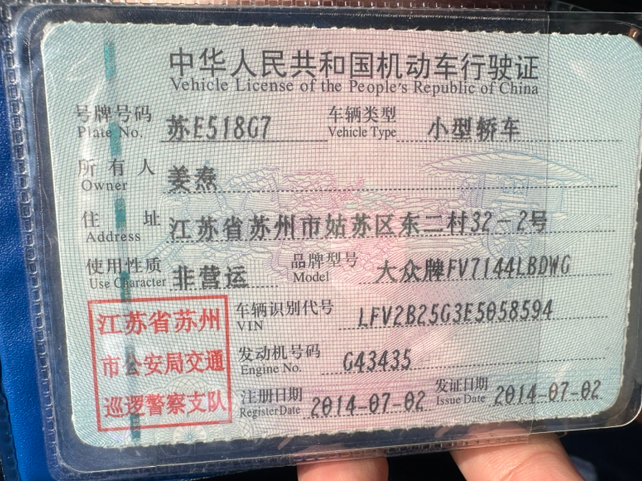 中华人民共和国机动车行驶证
Vehicle License of the People's Republic of China
号牌号码 苏E518G7 车辆类型 小型轿车
Plate No. Vehicle Type
所有人 姜燕
Owner
住址 江苏省苏州市姑苏区东二村32-2号
Address
使用性质 非营运 品牌型号 大众牌FV7144LBDWG
Use Character Model
江苏省苏州
市公安局交通
巡逻警察支队
车辆识别代号 LFV2B25G3E5058594
VIN
发动机号码 G43435
Engine No.
注册日期 2014-07-02 发证日期 2014-07-02
Register Date Issue Date